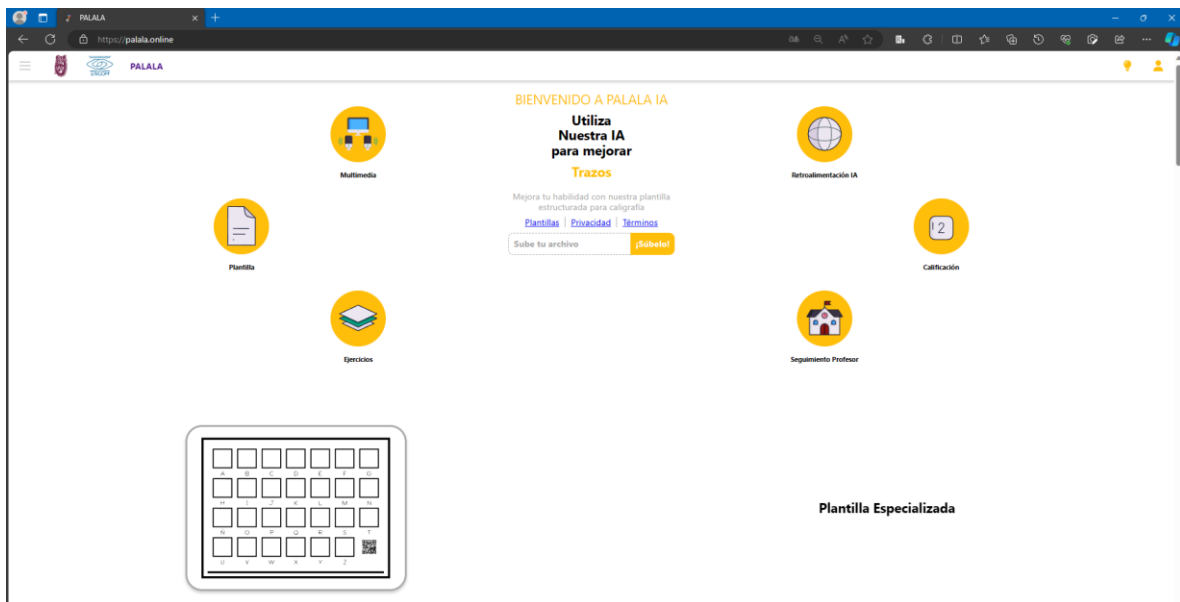 PALALA
https://palala.online
PALALA
BIENVENIDO A PALALA IA
Utiliza
Nuestra IA
para mejorar
Trazos
Mejora tu habilidad con nuestra plantilla
estructurada para caligrafía
Plantillas | Privacidad | Términos
Sube tu archivo ¡Súbelo!
Multimedia
Plantilla
Ejercicios
Retroalimentación IA
12
Calificación
Seguimiento Profesor
A B C D E F G
H I J K L M N
Ñ O P Q R S T
U V W X Y Z
Plantilla Especializada